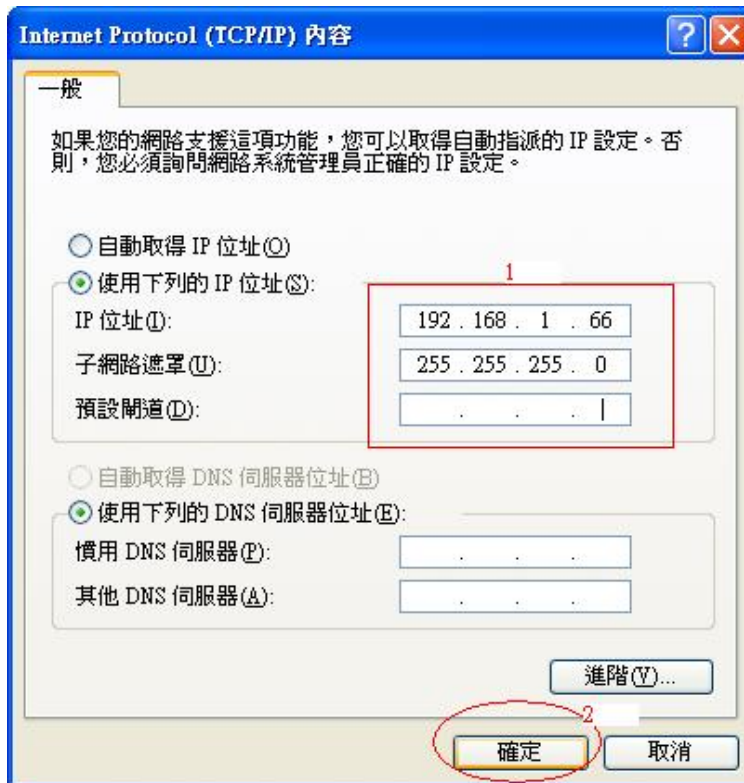 Internet Protocol (TCP/IP) 內容
一般
如果您的網路支援這項功能，您可以取得自動指派的 IP 設定。否
則，您必須詢問網路系統管理員正確的 IP 設定。
自動取得 IP 位址(O)
使用下列的 IP 位址(S):
1
IP 位址(I): 192 . 168 . 1 . 66
子網路遮罩(U): 255 . 255 . 255 . 0
預設閘道(D): . . .
自動取得 DNS 伺服器位址(B)
使用下列的 DNS 伺服器位址(E):
慣用 DNS 伺服器(P): . . .
其他 DNS 伺服器(A): . . .
進階(V)...
2
確定 取消